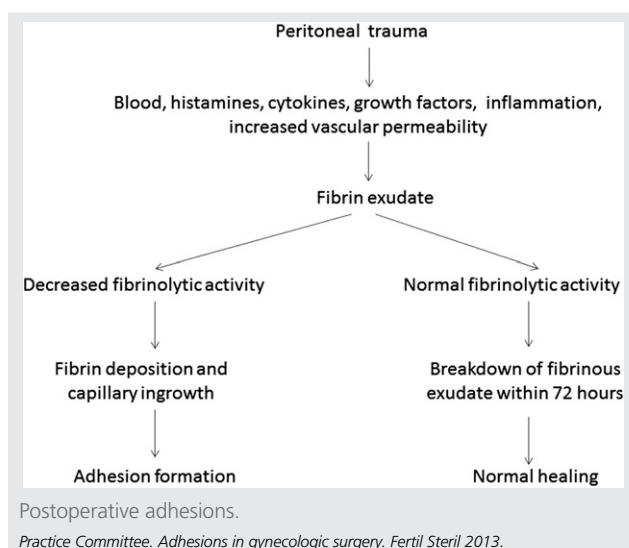 Peritoneal trauma
Blood, histamines, cytokines, growth factors, inflammation,
increased vascular permeability
Fibrin exudate
Decreased fibrinolytic activity
Normal fibrinolytic activity
Fibrin deposition and
capillary ingrowth
Breakdown of fibrinous
exudate within 72 hours
Adhesion formation
Normal healing
Postoperative adhesions.
Practice Committee. Adhesions in gynecologic surgery. Fertil Steril 2013.